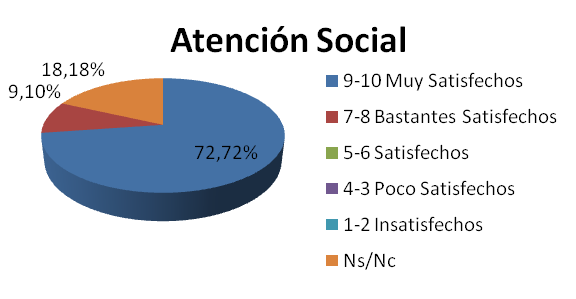 Atención Social
18,18%
9,10%
72,72%
9-10 Muy Satisfechos
7-8 Bastantes Satisfechos
5-6 Satisfechos
4-3 Poco Satisfechos
1-2 Insatisfechos
Ns/Nc